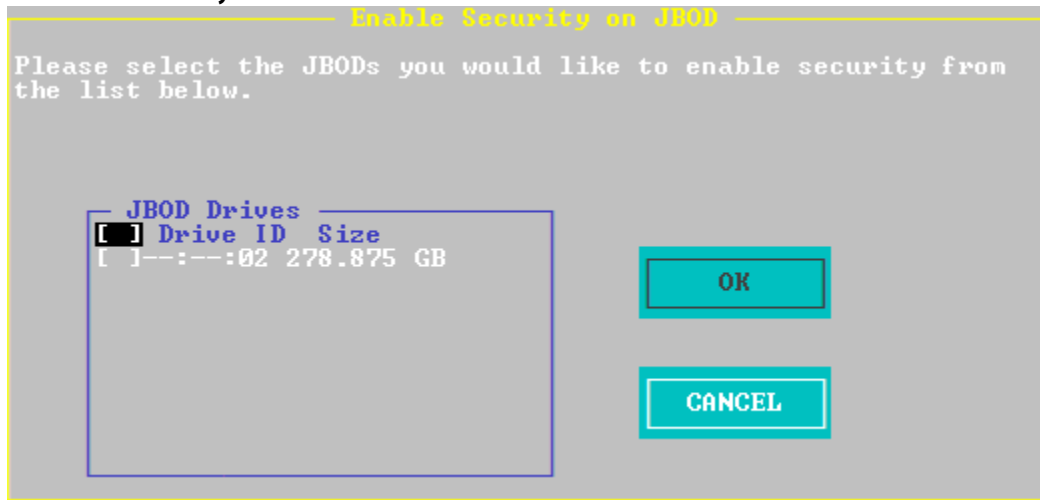 Enable Security on JBOD
Please select the JBODs you would like to enable security from
the list below.
JBOD Drives
[ ] Drive ID Size
[ ]--:--:02 278.875 GB
OK
CANCEL